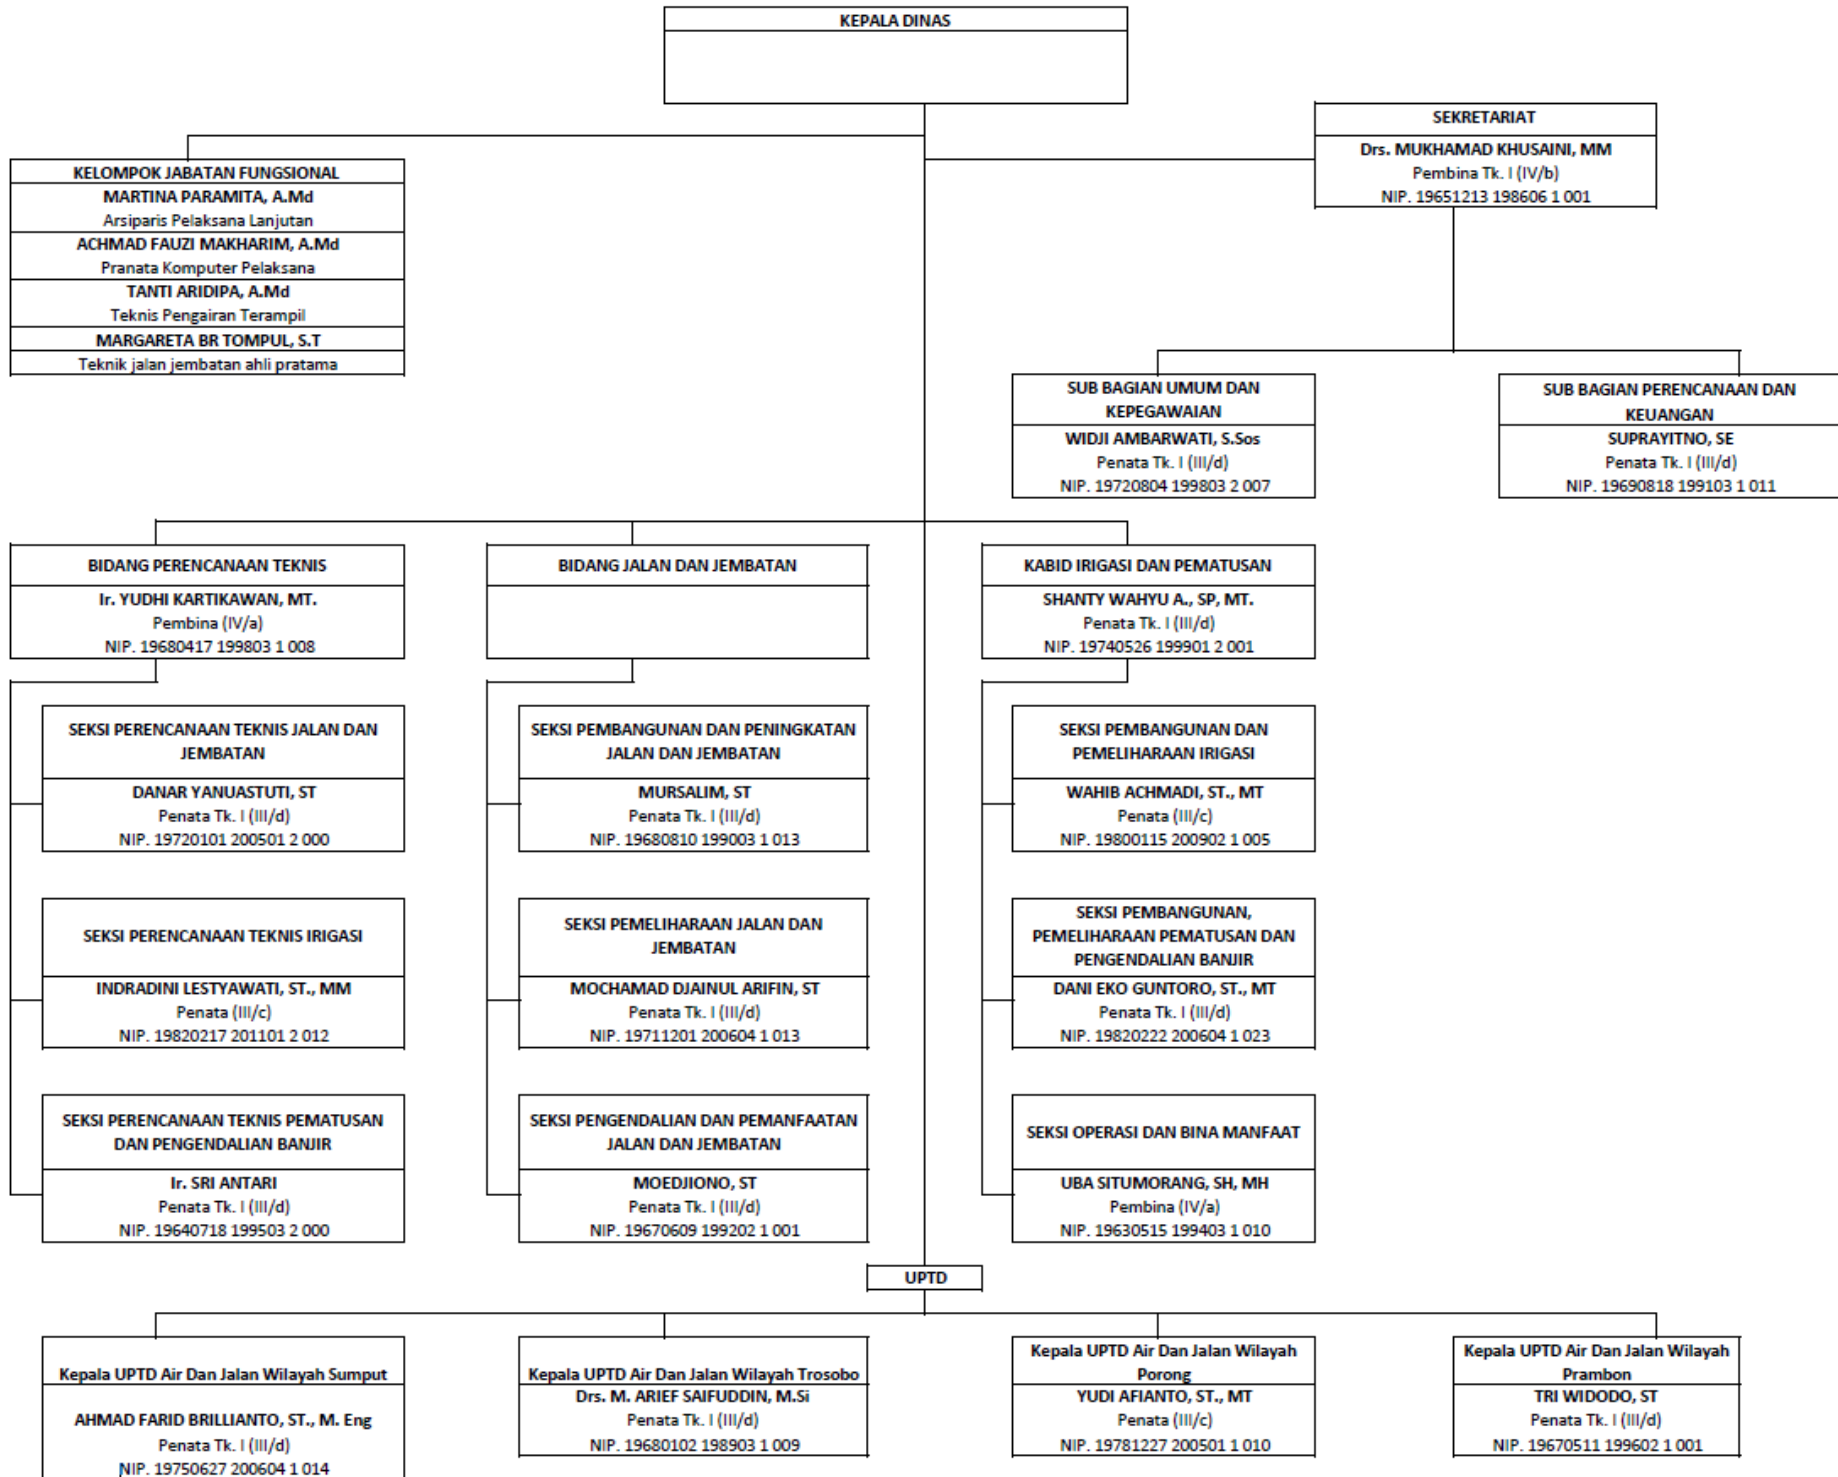 KEPALA DINAS
SEKRETARIAT
Drs. MUKHAMAD KHUSAINI, MM
Pembina Tk. I (IV/b)
NIP. 19651213 198606 1 001
KELOMPOK JABATAN FUNGSIONAL
MARTINA PARAMITA, A.Md
Arsiparis Pelaksana Lanjutan
ACHMAD FAUZI MAKHARIM, A.Md
Pranata Komputer Pelaksana
TANTI ARIDIPA, A.Md
Teknis Pengairan Terampil
MARGARETA BR TOMPUL, S.T
Teknik jalan jembatan ahli pratama
SUB BAGIAN UMUM DAN
KEPEGAWAIAN
WIDJI AMBARWATI, S.Sos
Penata Tk. I (III/d)
NIP. 19720804 199803 2 007
SUB BAGIAN PERENCANAAN DAN
KEUANGAN
SUPRAYITNO, SE
Penata Tk. I (III/d)
NIP. 19690818 199103 1 011
BIDANG PERENCANAAN TEKNIS
Ir. YUDHI KARTIKAWAN, MT.
Pembina (IV/a)
NIP. 19680417 199803 1 008
BIDANG JALAN DAN JEMBATAN
KABID IRIGASI DAN PEMATUSAN
SHANTY WAHYU A., SP, MT.
Penata Tk. I (III/d)
NIP. 19740526 199901 2 001
SEKSI PERENCANAAN TEKNIS JALAN DAN
JEMBATAN
DANAR YANUASTUTI, ST
Penata Tk. I (III/d)
NIP. 19720101 200501 2 000
SEKSI PEMBANGUNAN DAN PENINGKATAN
JALAN DAN JEMBATAN
MURSALIM, ST
Penata Tk. I (III/d)
NIP. 19680810 199003 1 013
SEKSI PEMBANGUNAN DAN
PEMELIHARAAN IRIGASI
WAHIB ACHMADI, ST., MT
Penata (III/c)
NIP. 19800115 200902 1 005
SEKSI PERENCANAAN TEKNIS IRIGASI
INDRADINI LESTYAWATI, ST., MM
Penata (III/c)
NIP. 19820217 201101 2 012
SEKSI PEMELIHARAAN JALAN DAN
JEMBATAN
MOCHAMAD DJAINUL ARIFIN, ST
Penata Tk. I (III/d)
NIP. 19711201 200604 1 013
SEKSI PEMBANGUNAN,
PEMELIHARAAN PEMATUSAN DAN
PENGENDALIAN BANJIR
DANI EKO GUNTORO, ST., MT
Penata Tk. I (III/d)
NIP. 19820222 200604 1 023
SEKSI PERENCANAAN TEKNIS PEMATUSAN
DAN PENGENDALIAN BANJIR
Ir. SRI ANTARI
Penata Tk. I (III/d)
NIP. 19640718 199503 2 000
SEKSI PENGENDALIAN DAN PEMANFAATAN
JALAN DAN JEMBATAN
MOEDJIONO, ST
Penata Tk. I (III/d)
NIP. 19670609 199202 1 001
SEKSI OPERASI DAN BINA MANFAAT
UBA SITUMORANG, SH, MH
Pembina (IV/a)
NIP. 19630515 199403 1 010
UPTD
Kepala UPTD Air Dan Jalan Wilayah Sumput
AHMAD FARID BRILLIANTO, ST., M. Eng
Penata Tk. I (III/d)
NIP. 19750627 200604 1 014
Kepala UPTD Air Dan Jalan Wilayah Trosobo
Drs. M. ARIEF SAIFUDDIN, M.Si
Penata Tk. I (III/d)
NIP. 19680102 198903 1 009
Kepala UPTD Air Dan Jalan Wilayah
Porong
YUDI AFIANTO, ST., MT
Penata (III/c)
NIP. 19781227 200501 1 010
Kepala UPTD Air Dan Jalan Wilayah
Prambon
TRI WIDODO, ST
Penata Tk. I (III/d)
NIP. 19670511 199602 1 001